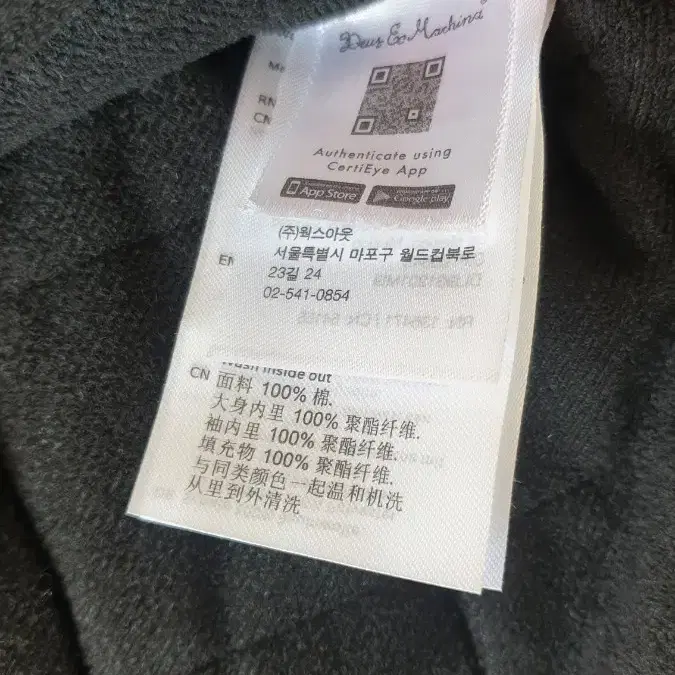 Deus Ex Machina
RN
CN
Authenticate using
CertiEye App
App Store
Google play
(주)웍스아웃
서울특별시 마포구 월드컵북로
23길 24
02-541-0854
EN
Wash inside out
CN 面料 100% 棉.
大身内里 100% 聚酯纤维.
袖内里 100% 聚酯纤维.
填充物 100% 聚酯纤维.
与同类颜色一起温和机洗
从里到外清洗